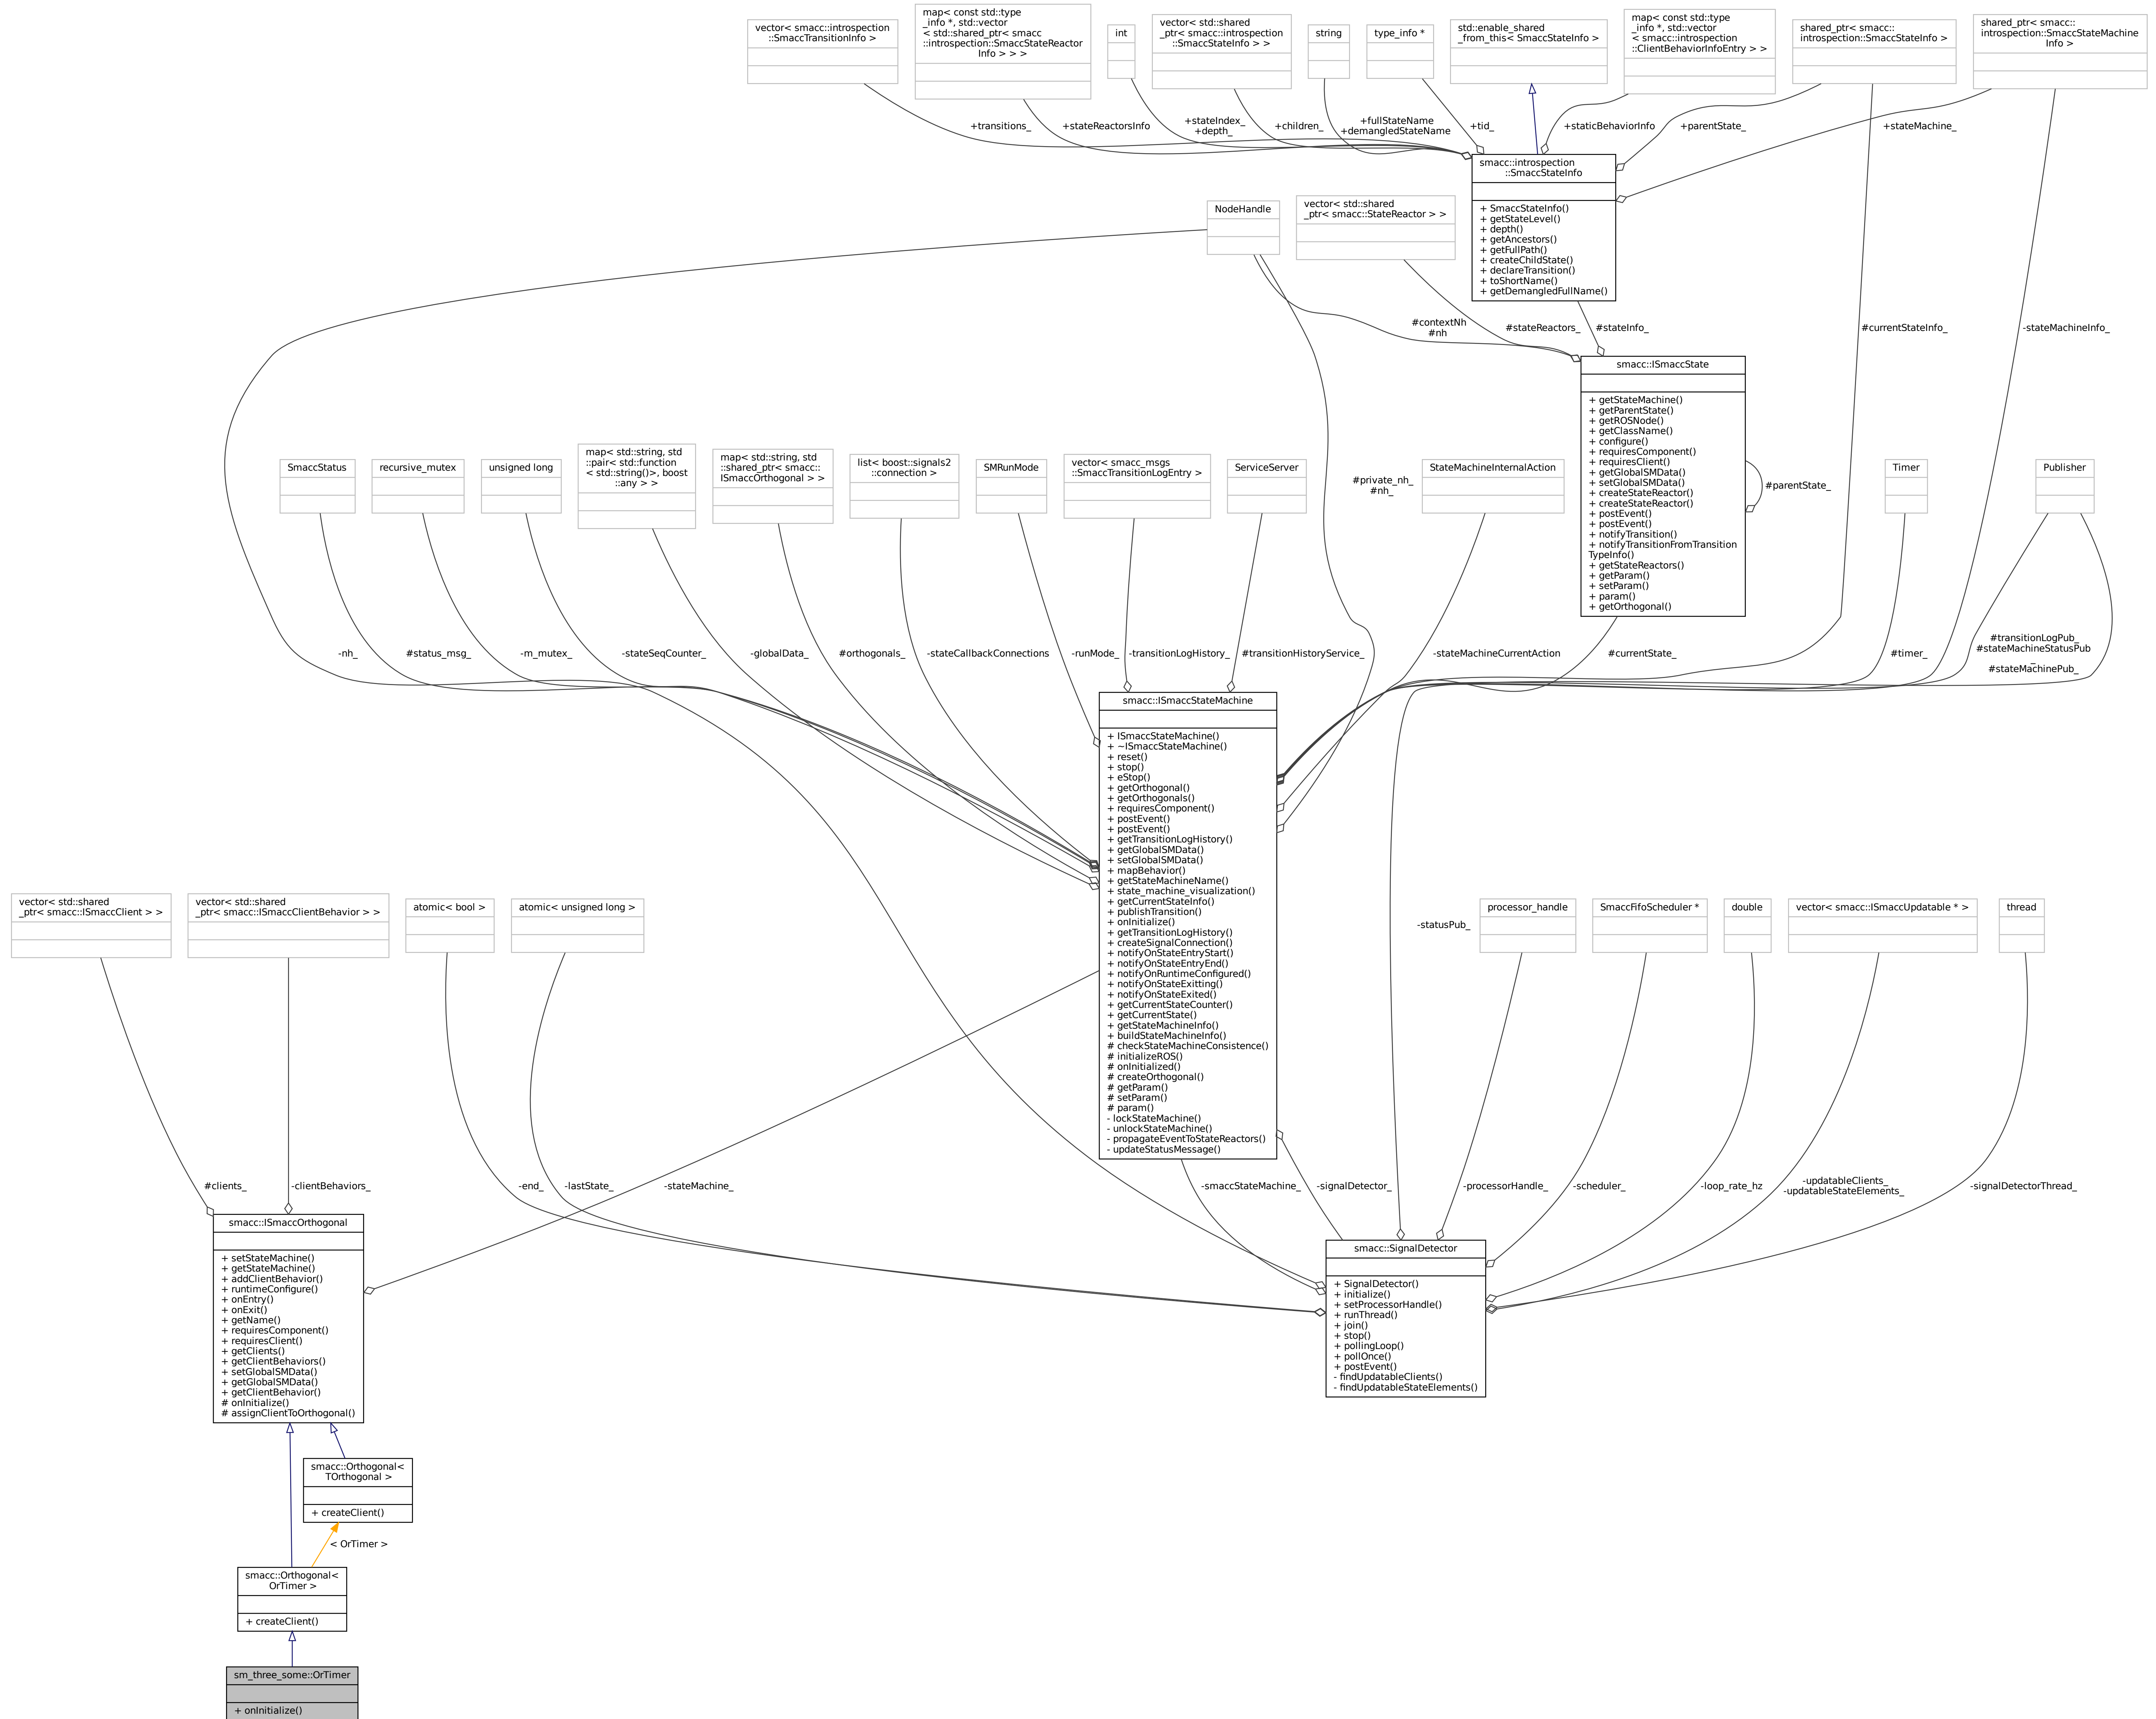 vector< smacc::introspection
::SmaccTransitionInfo >
map< const std::type
_info *, std::vector
< std::shared_ptr< smacc
::introspection::SmaccStateReactor
Info > > >
int
vector< std::shared
_ptr< smacc::introspection
::SmaccStateInfo > >
string
type_info *
std::enable_shared
_from_this< SmaccStateInfo >
map< const std::type
_info *, std::vector
< smacc::introspection
::ClientBehaviorInfoEntry > >
shared_ptr< smacc::
introspection::SmaccStateInfo >
shared_ptr< smacc::
introspection::SmaccStateMachine
Info >
+transitions_
+stateReactorsInfo
+stateIndex_
+depth_
+children_
+fullStateName
+demangledStateName
+tid_
+staticBehaviorInfo
+parentState_
+stateMachine_
smacc::introspection
::SmaccStateInfo
+ SmaccStateInfo()
+ getStateLevel()
+ depth()
+ getAncestors()
+ getFullPath()
+ createChildState()
+ declareTransition()
+ toShortName()
+ getDemangledFullName()
NodeHandle
vector< std::shared
_ptr< smacc::StateReactor > >
#contextNh
#nh
#stateReactors_
#stateInfo_
#currentStateInfo_
-stateMachineInfo_
smacc::ISmaccState
+ getStateMachine()
+ getParentState()
+ getROSNode()
+ getClassName()
+ configure()
+ requiresComponent()
+ requiresClient()
+ getGlobalSMData()
+ setGlobalSMData()
+ createStateReactor()
+ createStateReactor()
+ postEvent()
+ postEvent()
+ notifyTransition()
+ notifyTransitionFromTransition
TypeInfo()
+ getStateReactors()
+ getParam()
+ setParam()
+ param()
+ getOrthogonal()
#parentState_
SmaccStatus
recursive_mutex
unsigned long
map< std::string, std
::pair< std::function
< std::string()>, boost
::any > >
map< std::string, std
::shared_ptr< smacc::
ISmaccOrthogonal > >
list< boost::signals2
::connection >
SMRunMode
vector< smacc_msgs
::SmaccTransitionLogEntry >
ServiceServer
#private_nh_
#nh_
StateMachineInternalAction
Timer
Publisher
-nh_
#status_msg_
-m_mutex_
-stateSeqCounter_
-globalData_
#orthogonals_
-stateCallbackConnections
-runMode_
-transitionLogHistory_
#transitionHistoryService_
-stateMachineCurrentAction
#currentState_
#timer_
#transitionLogPub_
#stateMachineStatusPub
_
#stateMachinePub_
smacc::ISmaccStateMachine
+ ISmaccStateMachine()
+ ~ISmaccStateMachine()
+ reset()
+ stop()
+ eStop()
+ getOrthogonal()
+ getOrthogonals()
+ requiresComponent()
+ postEvent()
+ postEvent()
+ getTransitionLogHistory()
+ getGlobalSMData()
+ setGlobalSMData()
+ mapBehavior()
+ getStateMachineName()
+ state_machine_visualization()
+ getCurrentStateInfo()
+ publishTransition()
+ onInitialize()
+ getTransitionLogHistory()
+ createSignalConnection()
+ notifyOnStateEntryStart()
+ notifyOnStateEntryEnd()
+ notifyOnRuntimeConfigured()
+ notifyOnStateExitting()
+ notifyOnStateExited()
+ getCurrentStateCounter()
+ getCurrentState()
+ getStateMachineInfo()
+ buildStateMachineInfo()
# checkStateMachineConsistence()
# initializeROS()
# onInitialized()
# createOrthogonal()
# getParam()
# setParam()
# param()
- lockStateMachine()
- unlockStateMachine()
- propagateEventToStateReactors()
- updateStatusMessage()
vector< std::shared
_ptr< smacc::ISmaccClient > >
vector< std::shared
_ptr< smacc::ISmaccClientBehavior > >
atomic< bool >
atomic< unsigned long >
-statusPub_
processor_handle
SmaccFifoScheduler *
double
vector< smacc::ISmaccUpdatable * >
thread
#clients_
-clientBehaviors_
-end_
-lastState_
-stateMachine_
-smaccStateMachine_
-signalDetector_
-processorHandle_
-scheduler_
-loop_rate_hz
-updatableClients_
-updatableStateElements_
-signalDetectorThread_
smacc::ISmaccOrthogonal
+ setStateMachine()
+ getStateMachine()
+ addClientBehavior()
+ runtimeConfigure()
+ onEntry()
+ onExit()
+ getName()
+ requiresComponent()
+ requiresClient()
+ getClients()
+ getClientBehaviors()
+ setGlobalSMData()
+ getGlobalSMData()
+ getClientBehavior()
# onInitialize()
# assignClientToOrthogonal()
smacc::SignalDetector
+ SignalDetector()
+ initialize()
+ setProcessorHandle()
+ runThread()
+ join()
+ stop()
+ pollingLoop()
+ pollOnce()
+ postEvent()
- findUpdatableClients()
- findUpdatableStateElements()
smacc::Orthogonal<
TOrthogonal >
+ createClient()
< OrTimer >
smacc::Orthogonal<
OrTimer >
+ createClient()
sm_three_some::OrTimer
+ onInitialize()